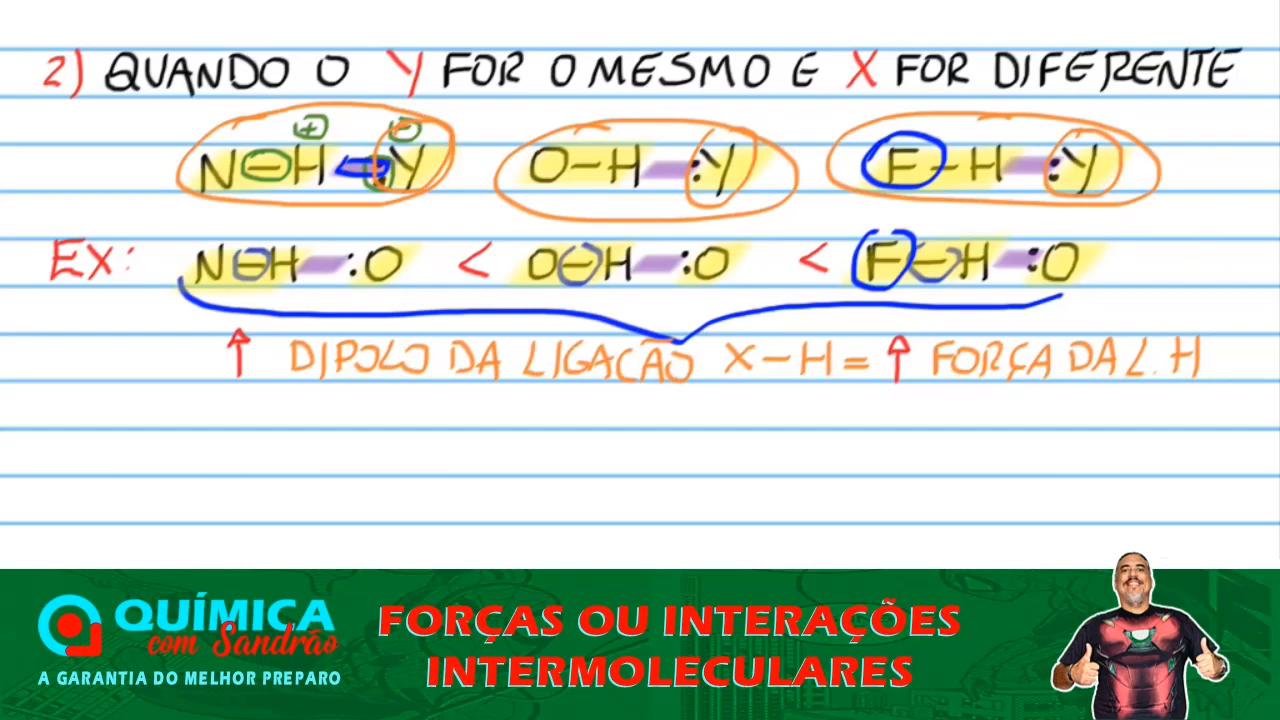 2) QUANDO O Y FOR O MESMO E X FOR DIFERENTE
N-H :Y O-H :Y F-H :Y
+ -
EX: N-H :O < O-H :O < F-H :O
↑ DIPOLO DA LIGAÇÃO X-H = ↑ FORÇA DA L.H
QUÍMICA
com Sandrão
A GARANTIA DO MELHOR PREPARO
FORÇAS OU INTERAÇÕES
INTERMOLECULARES